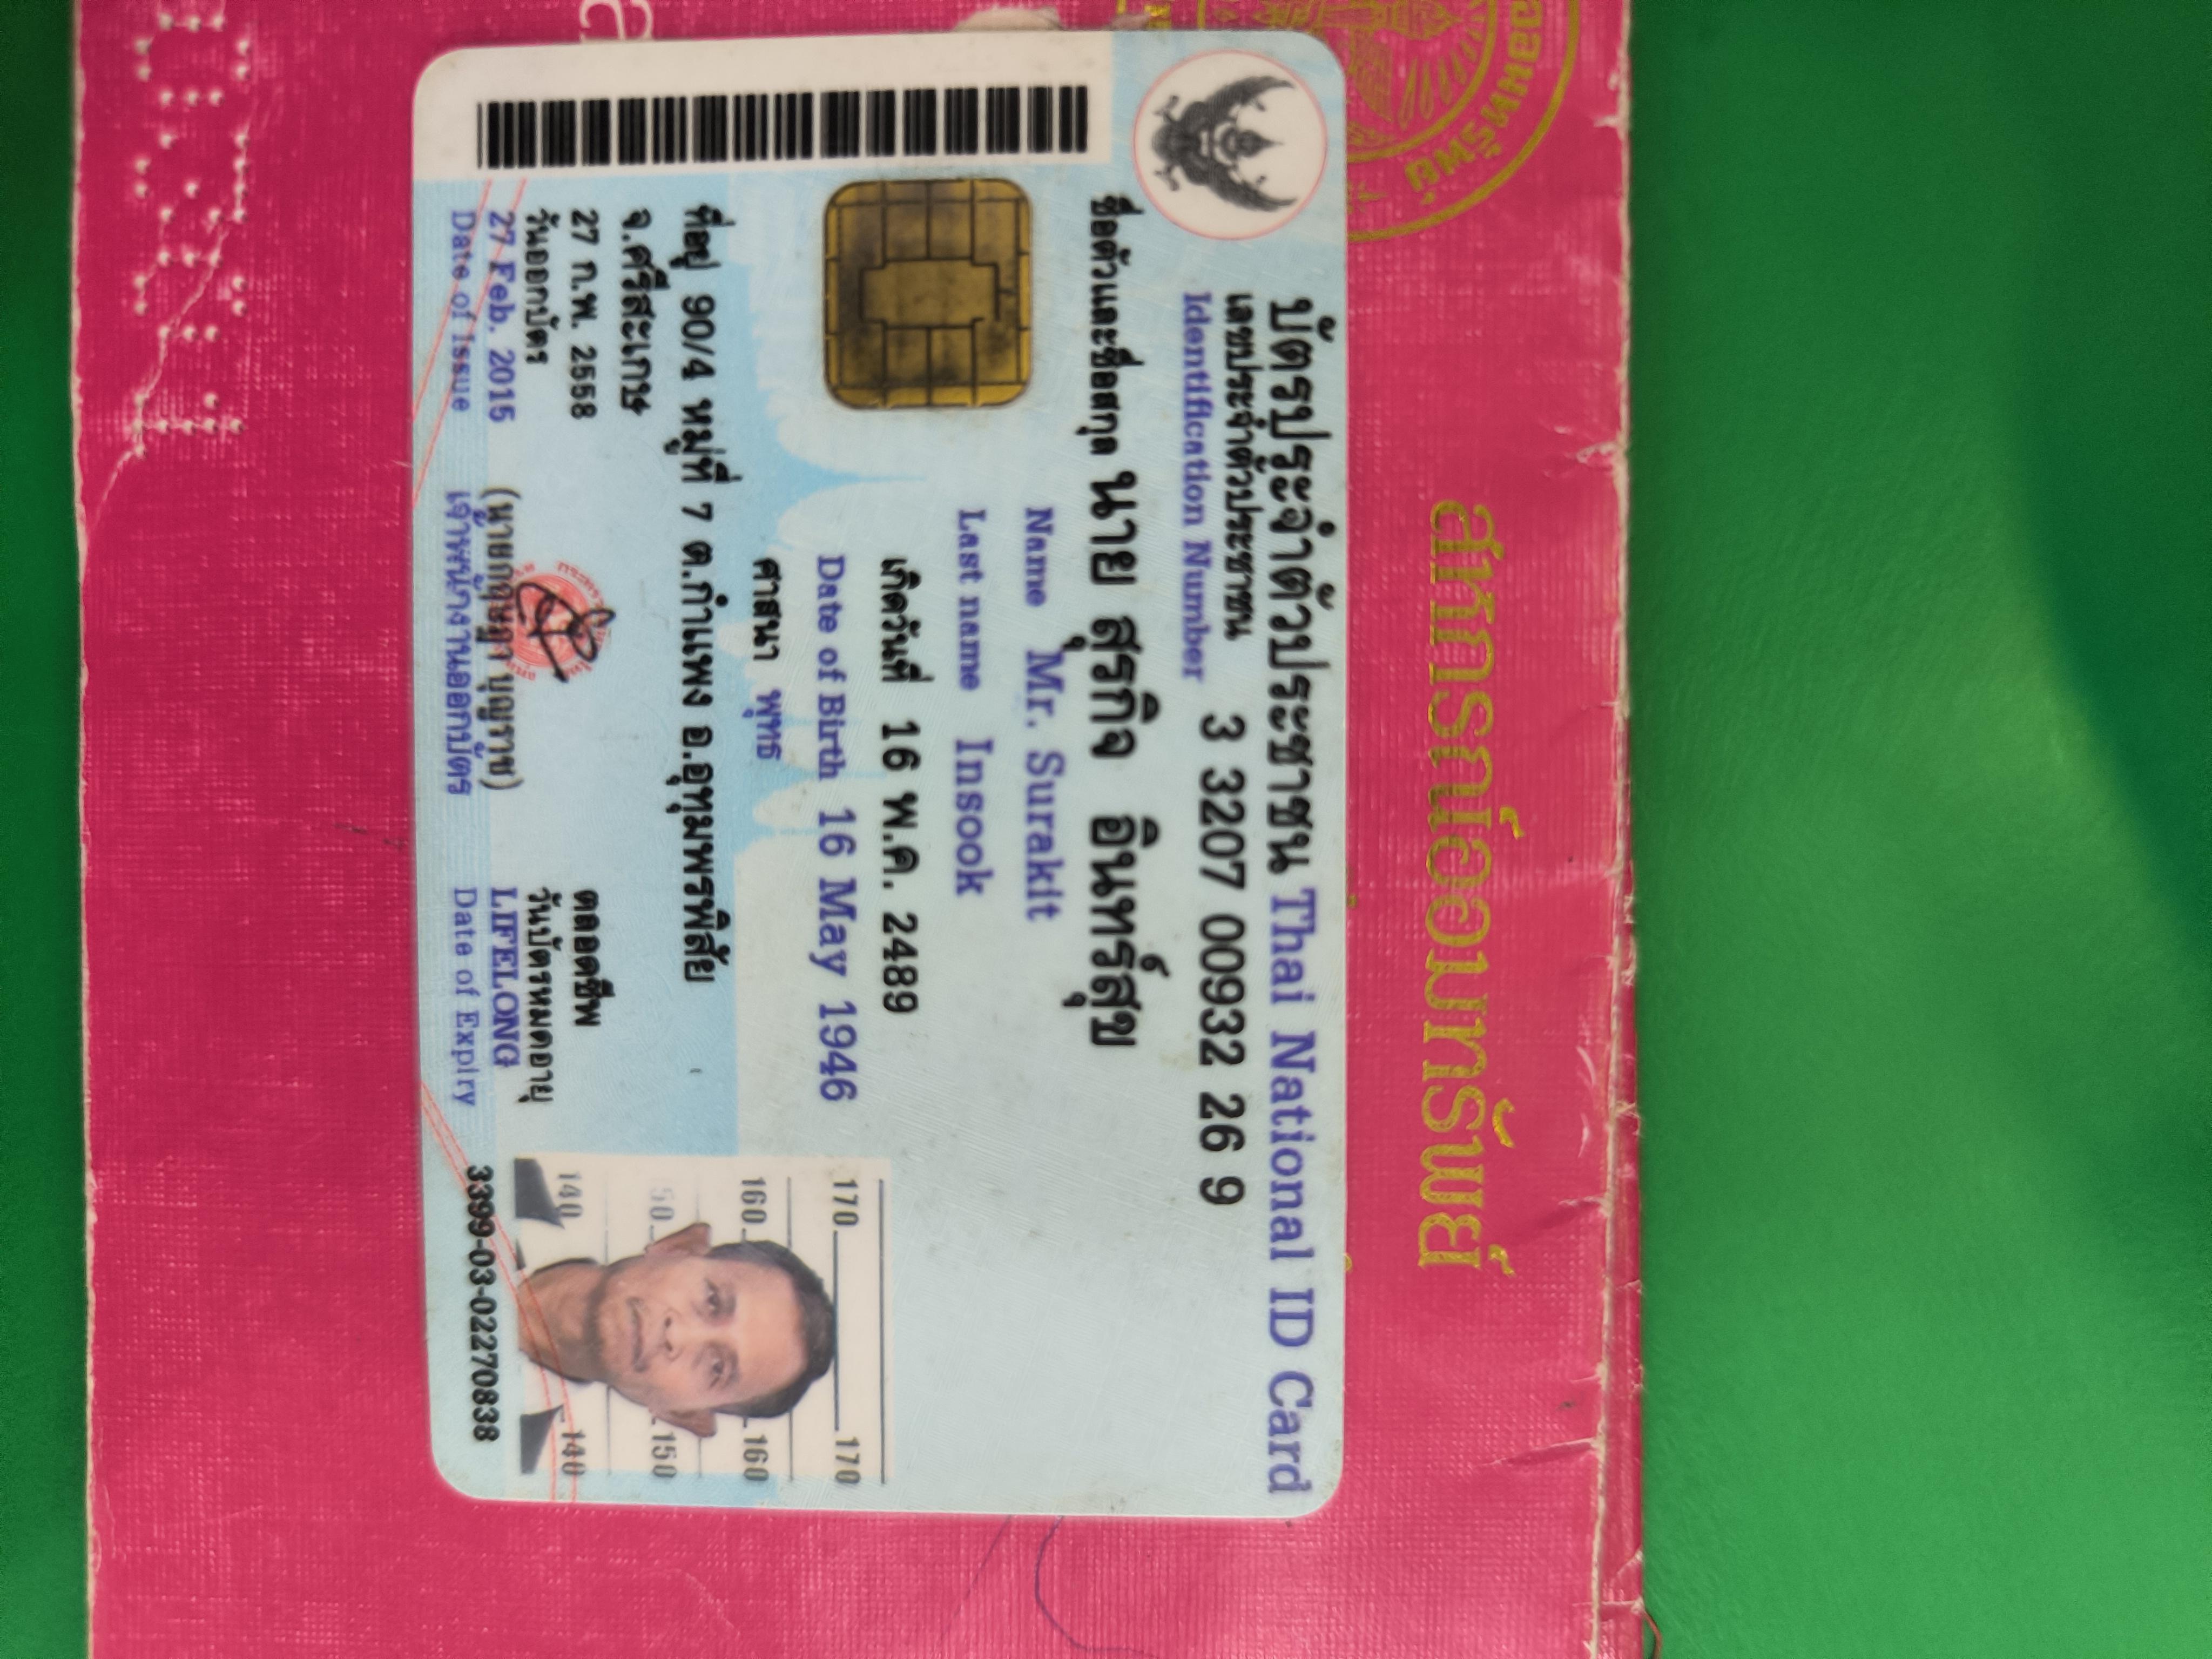 สหกรณ์ออมทรัพย์
บัตรประจำตัวประชาชน Thai National ID Card
เลขประจำตัวประชาชน 3 3207 00932 26 9
Identification Number
ชื่อตัวและชื่อสกุล นาย สุรกิจ อินทร์สุข
Name Mr. Surakit
Last name Insook
เกิดวันที่ 16 พ.ค. 2489
Date of Birth 16 May 1946
ศาสนา พุทธ
ที่อยู่ 90/4 หมู่ที่ 7 ต.กำแพง อ.อุทุมพรพิสัย
จ.ศรีสะเกษ
27 ก.พ. 2558
วันออกบัตร
27 Feb. 2015
Date of Issue
บุญราช)
เจ้าพนักงานออกบัตร
ตลอดชีพ
วันบัตรหมดอายุ
LIFELONG
Date of Expiry
170 170
160 160
150
140 140
3399-03-02270838